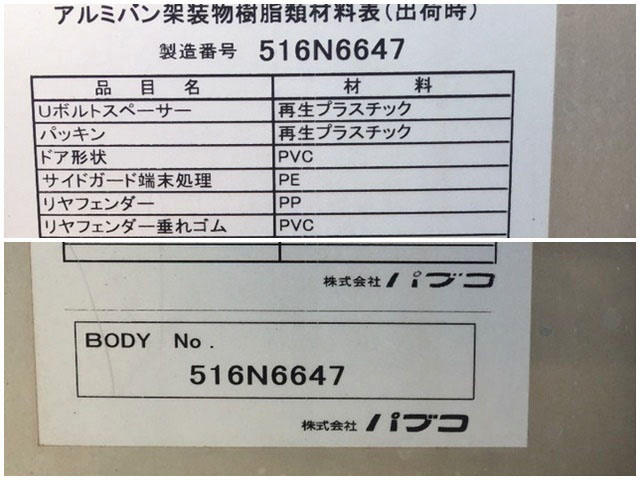 アルミバン架装物樹脂類材料表(出荷時)
製造番号 516N6647
品目名 材料
Uボルトスペーサー 再生プラスチック
パッキン 再生プラスチック
ドア形状 PVC
サイドガード端末処理 PE
リヤフェンダー PP
リヤフェンダー垂れゴム PVC
株式会社 パブコ
BODY No.
516N6647
株式会社 パブコ